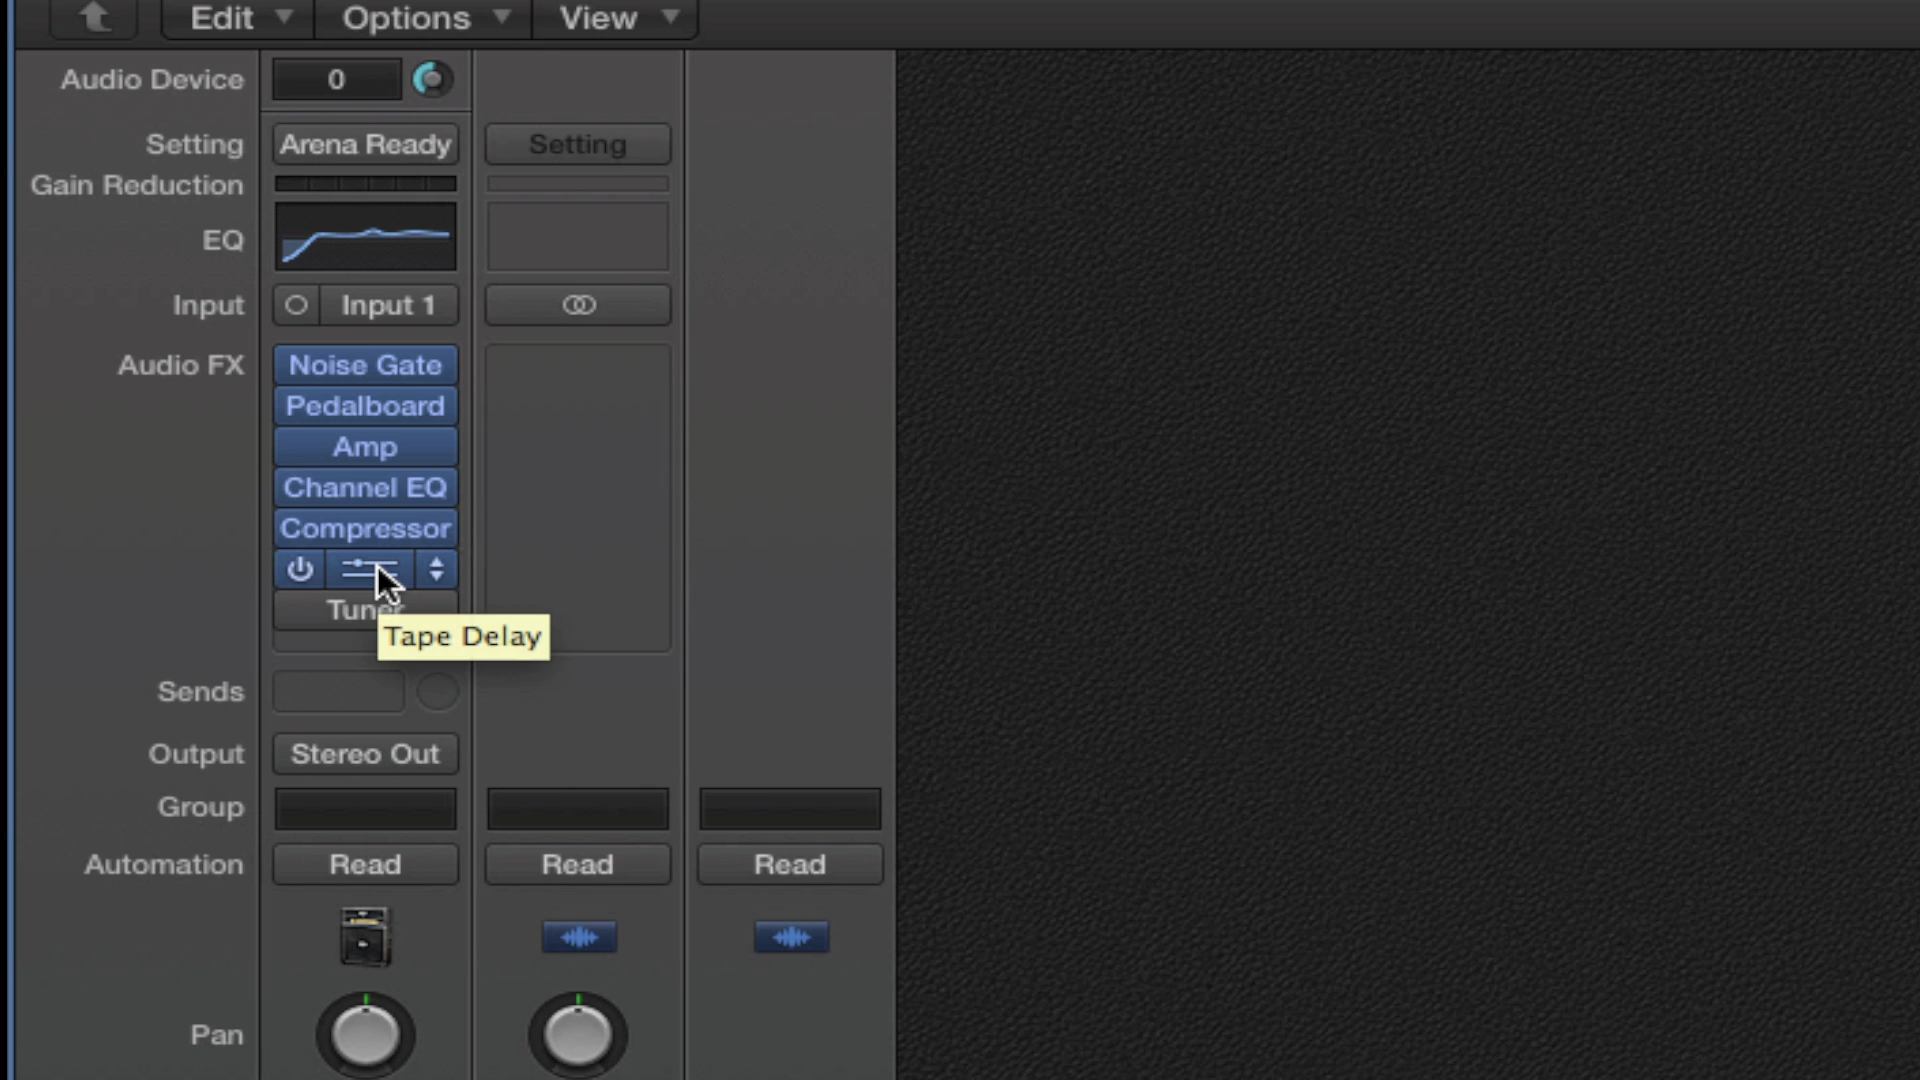 Edit Options View
Audio Device 0
Setting Arena Ready Setting
Gain Reduction
EQ
Input Input 1
Audio FX Noise Gate
Pedalboard
Amp
Channel EQ
Compressor
Tuner
Tape Delay
Sends
Output Stereo Out
Group
Automation Read Read Read
Pan